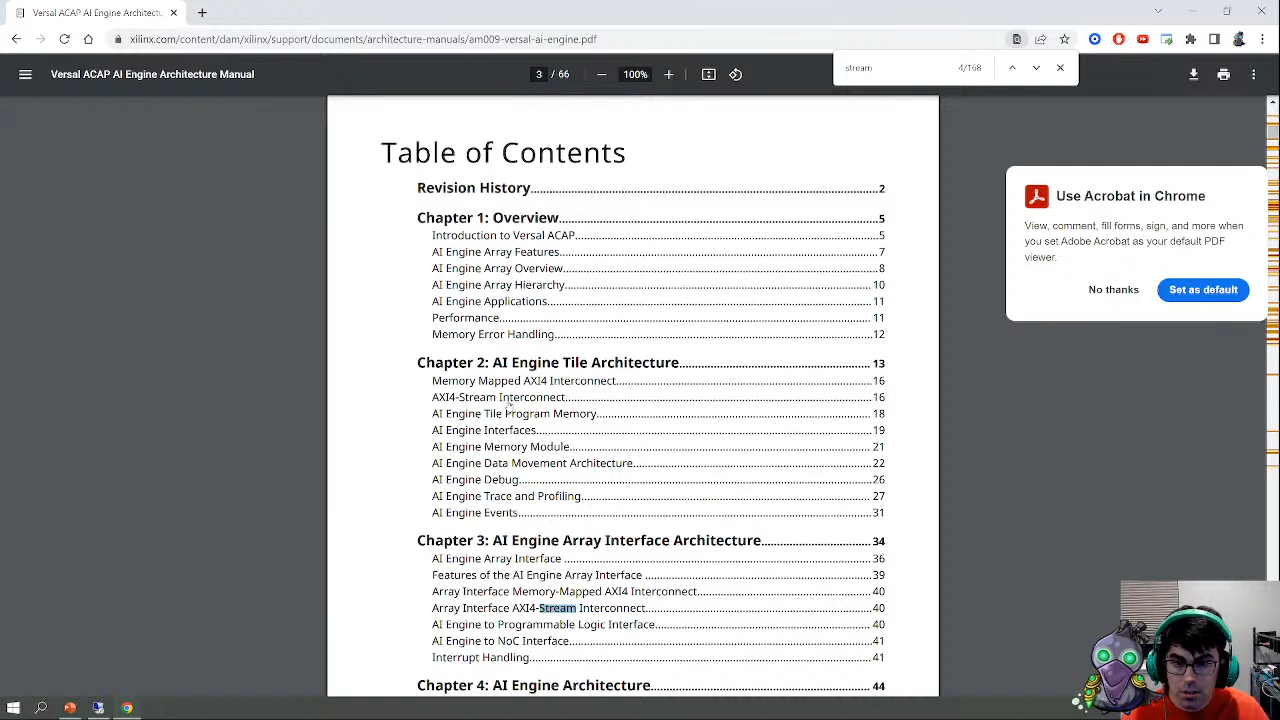 Versal ACAP AI Engine Architectu
xilinx.com/content/dam/xilinx/support/documents/architecture-manuals/am009-versal-ai-engine.pdf
Versal ACAP AI Engine Architecture Manual
3 / 66
100%
stream
4/168
Table of Contents
Revision History 2
Chapter 1: Overview 5
Introduction to Versal ACAP 5
AI Engine Array Features 7
AI Engine Array Overview 8
AI Engine Array Hierarchy 10
AI Engine Applications 11
Performance 11
Memory Error Handling 12
Chapter 2: AI Engine Tile Architecture 13
Memory Mapped AXI4 Interconnect 16
AXI4-Stream Interconnect 16
AI Engine Tile Program Memory 18
AI Engine Interfaces 19
AI Engine Memory Module 21
AI Engine Data Movement Architecture 22
AI Engine Debug 26
AI Engine Trace and Profiling 27
AI Engine Events 31
Chapter 3: AI Engine Array Interface Architecture 34
AI Engine Array Interface 36
Features of the AI Engine Array Interface 39
Array Interface Memory-Mapped AXI4 Interconnect 40
Array Interface AXI4-Stream Interconnect 40
AI Engine to Programmable Logic Interface 40
AI Engine to NoC Interface 41
Interrupt Handling 41
Chapter 4: AI Engine Architecture 44
Use Acrobat in Chrome
View, comment, fill forms, sign, and more when
you set Adobe Acrobat as your default PDF
viewer.
No thanks
Set as default